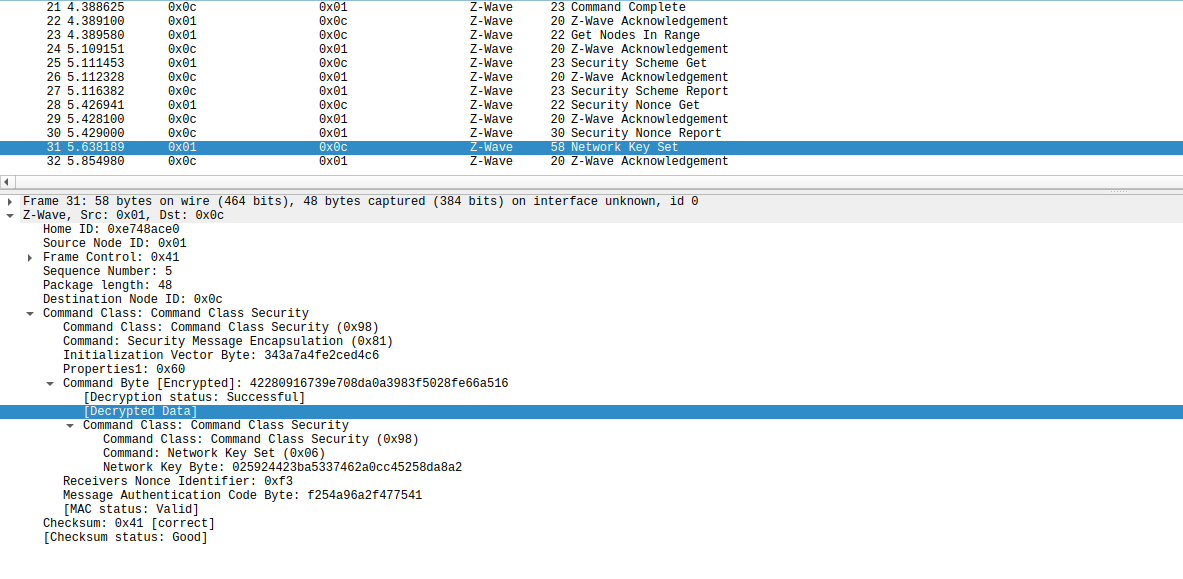 21 4.388625 0x0c 0x01 Z-Wave 23 Command Complete
22 4.389100 0x01 0x0c Z-Wave 20 Z-Wave Acknowledgement
23 4.389580 0x01 0x0c Z-Wave 22 Get Nodes In Range
24 5.109151 0x0c 0x01 Z-Wave 20 Z-Wave Acknowledgement
25 5.111453 0x01 0x0c Z-Wave 23 Security Scheme Get
26 5.112328 0x0c 0x01 Z-Wave 20 Z-Wave Acknowledgement
27 5.116382 0x0c 0x01 Z-Wave 23 Security Scheme Report
28 5.426941 0x01 0x0c Z-Wave 22 Security Nonce Get
29 5.428100 0x0c 0x01 Z-Wave 20 Z-Wave Acknowledgement
30 5.429000 0x0c 0x01 Z-Wave 30 Security Nonce Report
31 5.638189 0x01 0x0c Z-Wave 58 Network Key Set
32 5.854980 0x0c 0x01 Z-Wave 20 Z-Wave Acknowledgement
Frame 31: 58 bytes on wire (464 bits), 48 bytes captured (384 bits) on interface unknown, id 0
Z-Wave, Src: 0x01, Dst: 0x0c
Home ID: 0xe748ace0
Source Node ID: 0x01
Frame Control: 0x41
Sequence Number: 5
Package length: 48
Destination Node ID: 0x0c
Command Class: Command Class Security
Command Class: Command Class Security (0x98)
Command: Security Message Encapsulation (0x81)
Initialization Vector Byte: 343a7a4fe2ced4c6
Properties1: 0x60
Command Byte [Encrypted]: 42280916739e708da0a3983f5028fe66a516
[Decryption status: Successful]
[Decrypted Data]
Command Class: Command Class Security
Command Class: Command Class Security (0x98)
Command: Network Key Set (0x06)
Network Key Byte: 025924423ba5337462a0cc45258da8a2
Receivers Nonce Identifier: 0xf3
Message Authentication Code Byte: f254a96a2f477541
[MAC status: Valid]
Checksum: 0x41 [correct]
[Checksum status: Good]